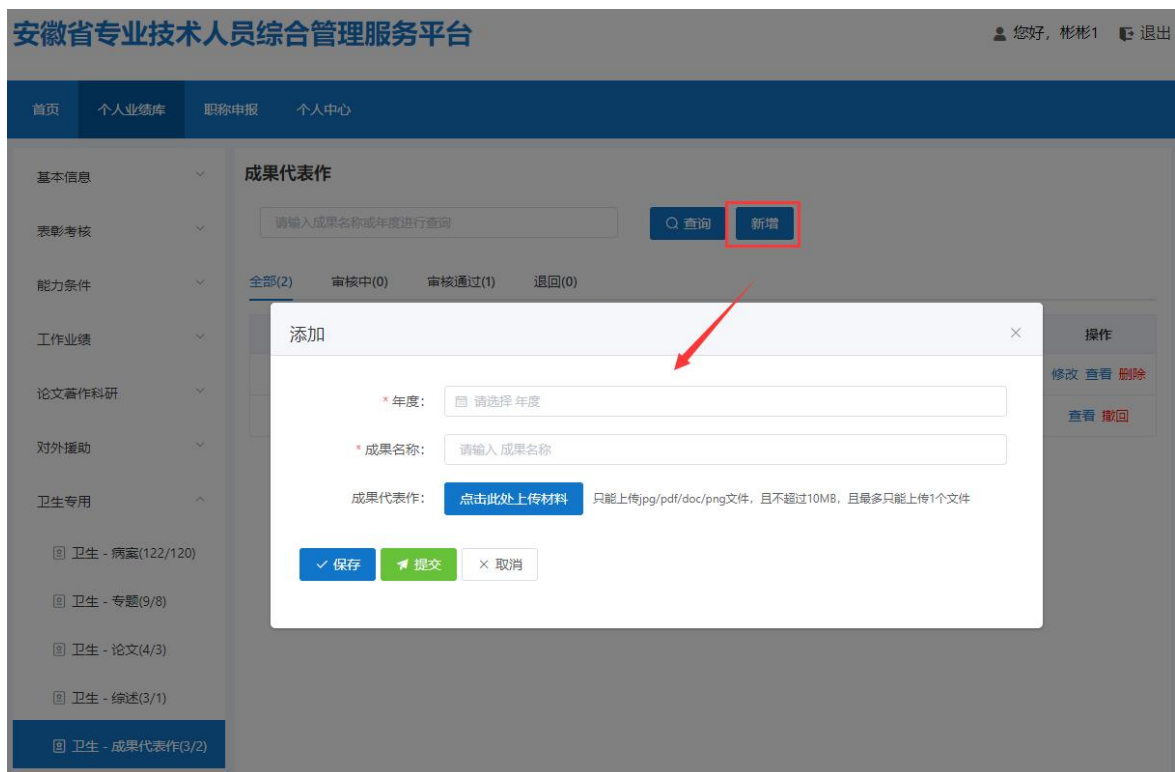 安徽省专业技术人员综合管理服务平台
您好，彬彬1 退出
首页 个人业绩库 职称申报 个人中心
基本信息
表彰考核
能力条件
工作业绩
论文著作科研
对外援助
卫生专用
卫生 - 病案(122/120)
卫生 - 专题(9/8)
卫生 - 论文(4/3)
卫生 - 综述(3/1)
卫生 - 成果代表作(3/2)
成果代表作
请输入成果名称或年度进行查询 查询 新增
全部(2) 审核中(0) 审核通过(1) 退回(0)
操作
修改 查看 删除
查看 撤回
添加
* 年度： 请选择 年度
* 成果名称： 请输入 成果名称
成果代表作： 点击此处上传材料 只能上传jpg/pdf/doc/png文件，且不超过10MB，且最多只能上传1个文件
保存 提交 取消